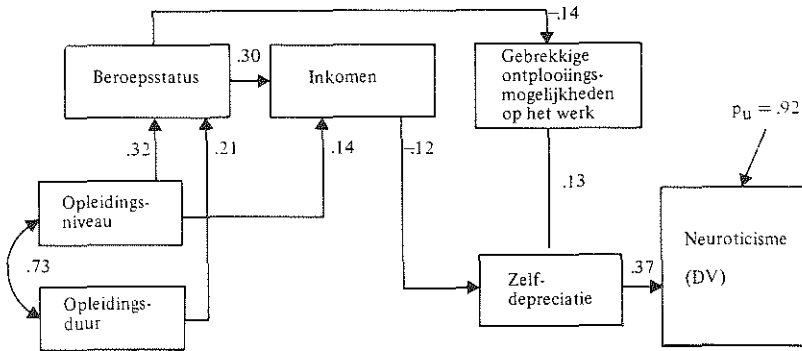 –.14
Beroepsstatus
.30
Inkomen
Gebrekkige
ontplooiings-
mogelijkheden
op het werk
pu = .92
.32
.21
.14
–.12
.13
Opleidings-
niveau
.73
Opleidings-
duur
Zelf-
depreciatie
.37
Neuroticisme
(DV)